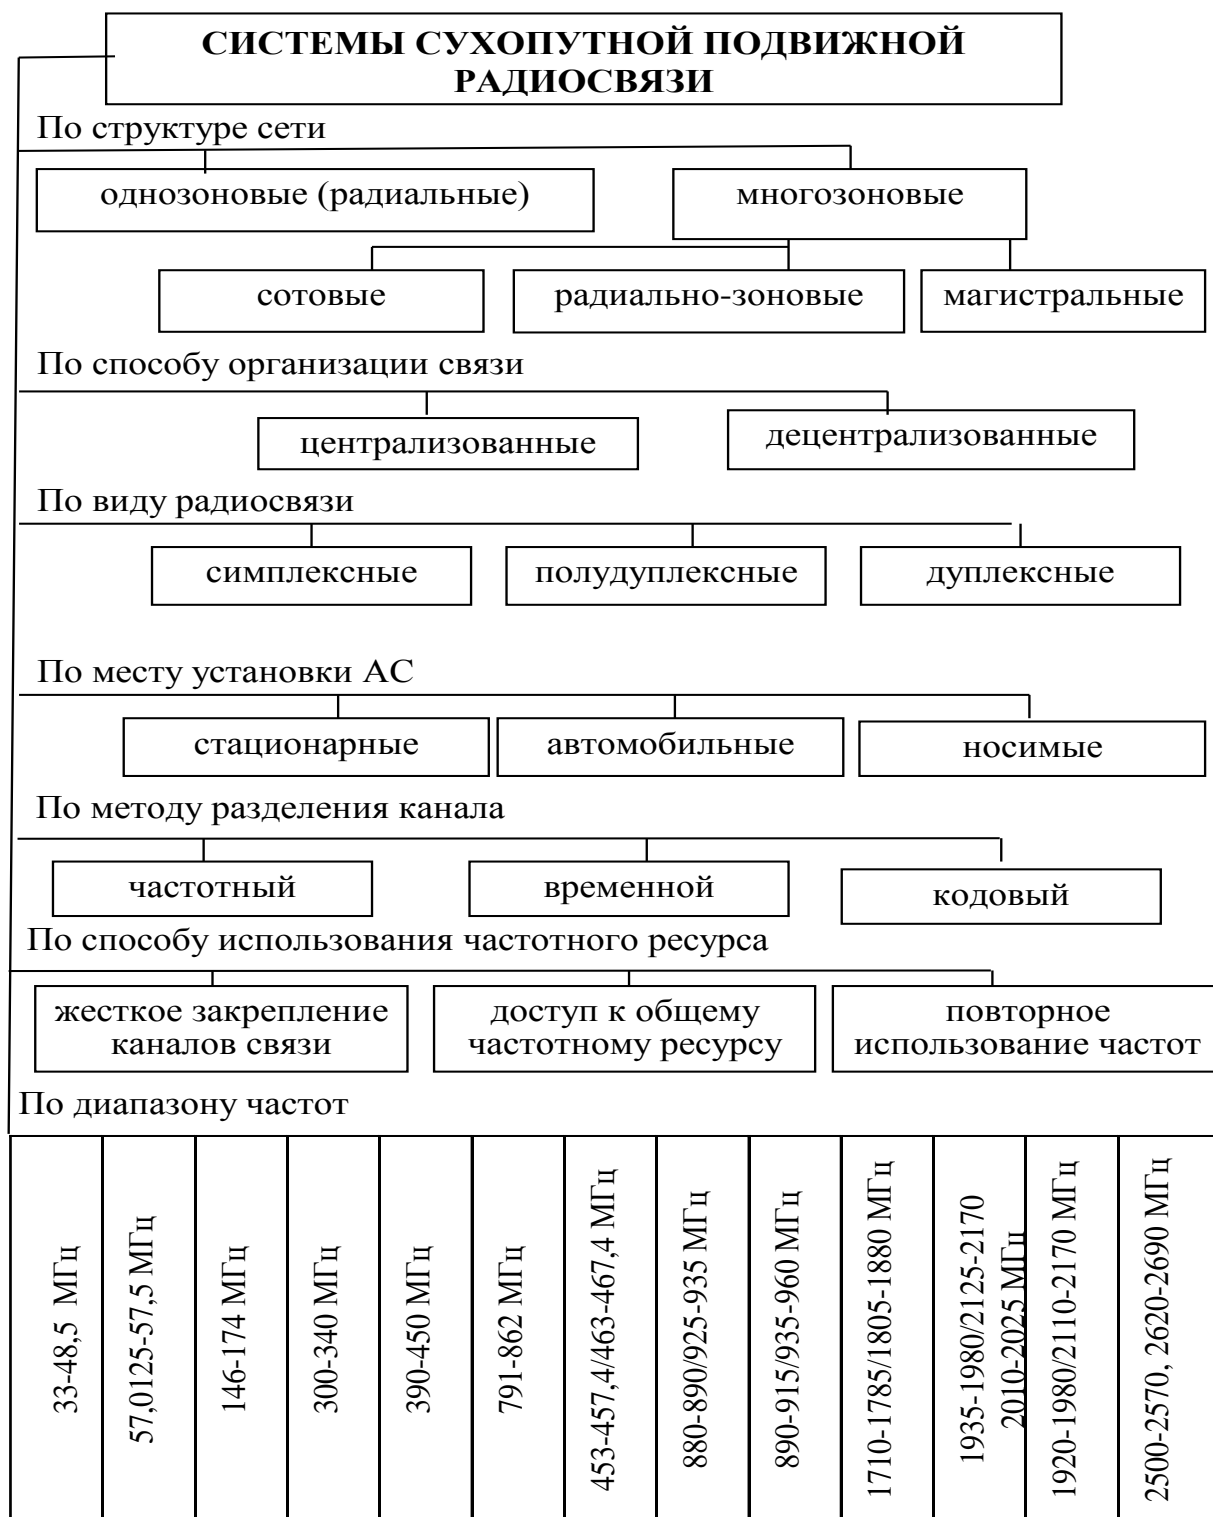 СИСТЕМЫ СУХОПУТНОЙ ПОДВИЖНОЙ
РАДИОСВЯЗИ
По структуре сети
однозоновые (радиальные)
многозоновые
сотовые
радиально-зоновые
магистральные
По способу организации связи
централизованные
децентрализованные
По виду радиосвязи
симплексные
полудуплексные
дуплексные
По месту установки АС
стационарные
автомобильные
носимые
По методу разделения канала
частотный
временной
кодовый
По способу использования частотного ресурса
жесткое закрепление
каналов связи
доступ к общему
частотному ресурсу
повторное
использование частот
По диапазону частот
33-48,5 МГц
57,0125-57,5 МГц
146-174 МГц
300-340 МГц
390-450 МГц
791-862 МГц
453-457,4/463-467,4 МГц
880-890/925-935 МГц
890-915/935-960 МГц
1710-1785/1805-1880 МГц
1935-1980/2125-2170
2010-2025 МГц
1920-1980/2110-2170 МГц
2500-2570, 2620-2690 МГц